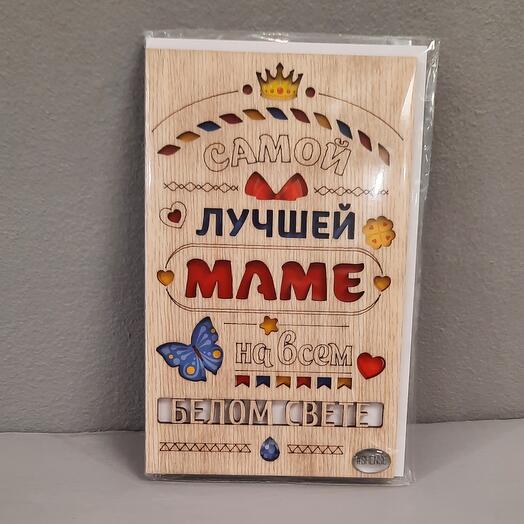 САМОЙ
ЛУЧШЕЙ
МАМЕ
на всем
БЕЛОМ СВЕТЕ